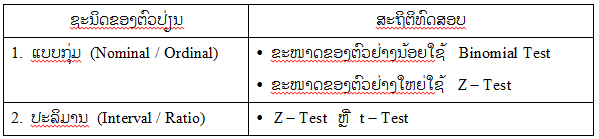 ຊະນິດຂອງຕົວປ່ຽນ ສະຖິຕິທົດສອບ
1. ແບບກຸ່ມ (Nominal / Ordinal) • ຂະໜາດຂອງຕົວຢ່າງນ້ອຍໃຊ້ Binomial Test
• ຂະໜາດຂອງຕົວຢ່າງໃຫຍ່ໃຊ້ Z – Test
2. ປະລິມານ (Interval / Ratio) • Z – Test ຫຼື t – Test